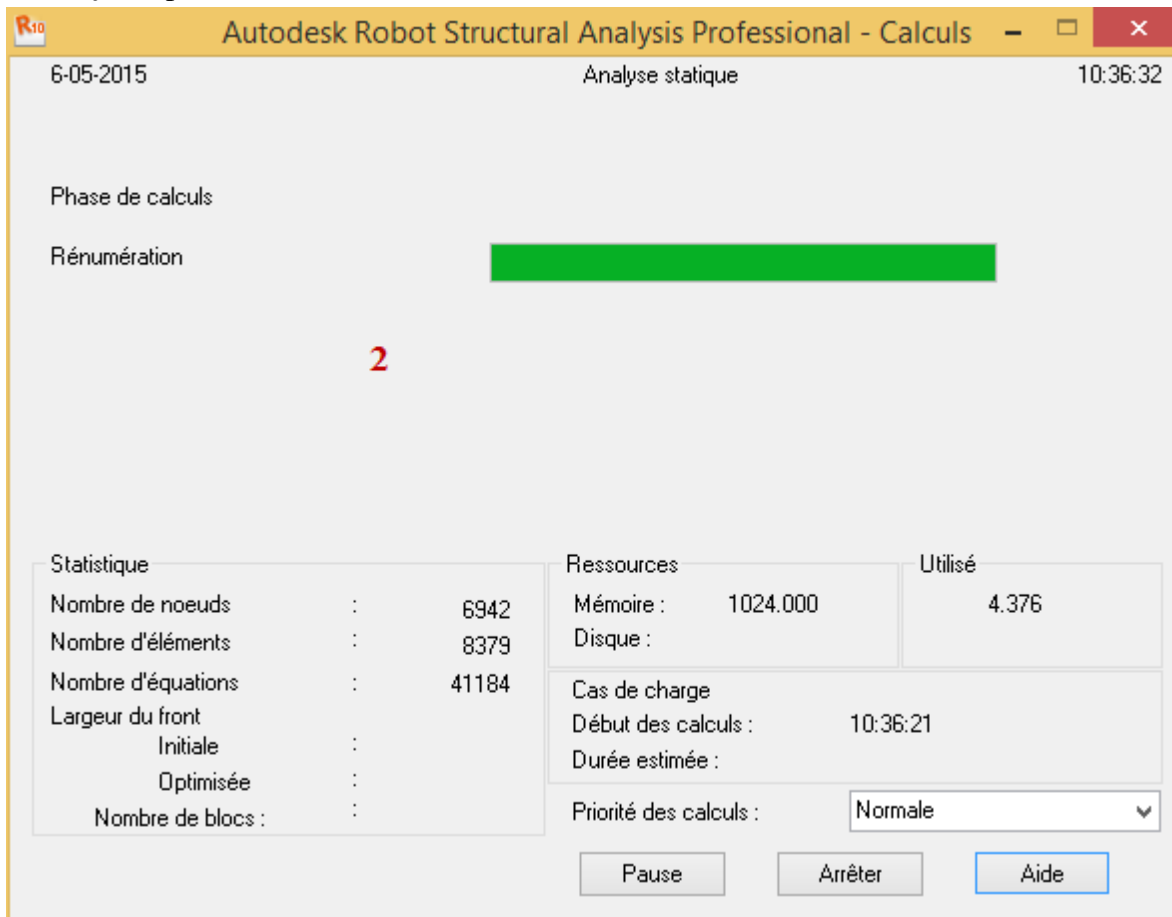 R10 Autodesk Robot Structural Analysis Professional - Calculs
6-05-2015 Analyse statique 10:36:32
Phase de calculs
Rénumération
2
Statistique
Nombre de noeuds : 6942
Nombre d'éléments : 8379
Nombre d'équations : 41184
Largeur du front
Initiale :
Optimisée :
Nombre de blocs : :
Ressources
Mémoire : 1024.000
Disque :
Utilisé
4.376
Cas de charge
Début des calculs : 10:36:21
Durée estimée :
Priorité des calculs : Normale
Pause Arrêter Aide